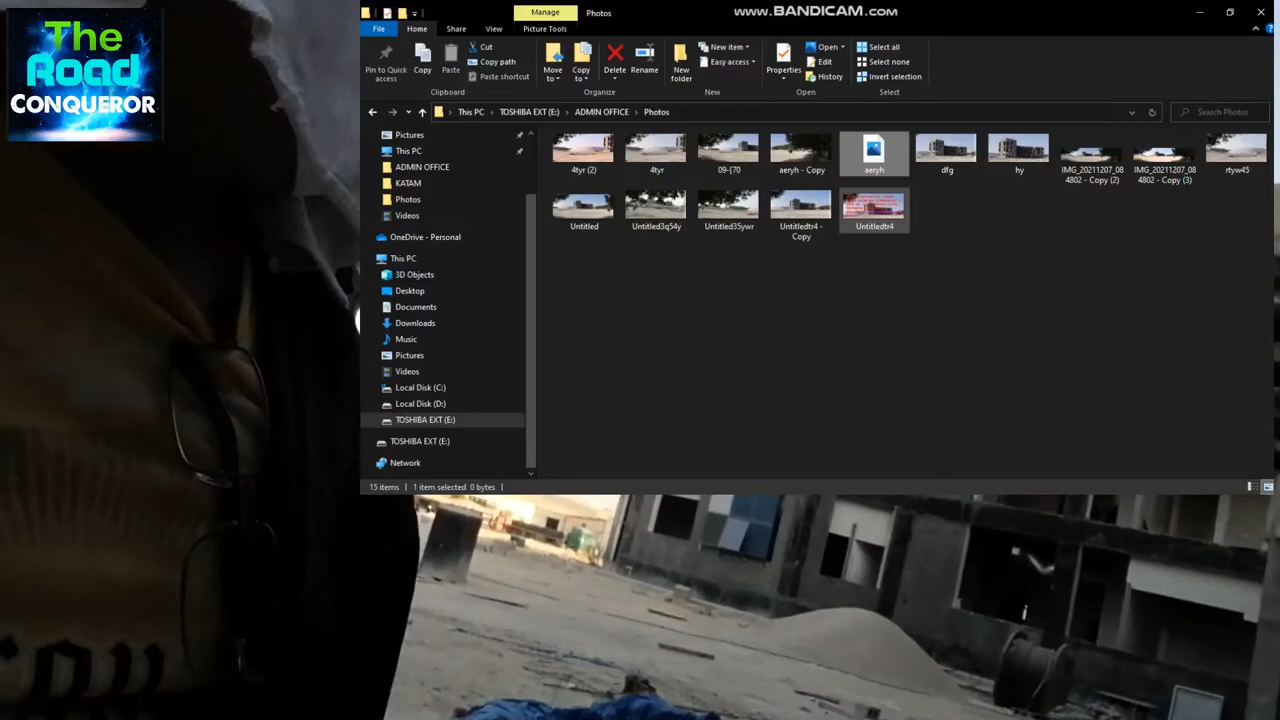 The
Road
CONQUEROR
Manage
Photos
www.BANDICAM.com
File
Home
Share
View
Picture Tools
Pin to Quick
access
Copy
Paste
Cut
Copy path
Paste shortcut
Move
to
Copy
to
Delete
Rename
New
folder
New item
Easy access
Properties
Open
Edit
History
Select all
Select none
Invert selection
Clipboard
Organize
New
Open
Select
This PC
TOSHIBA EXT (E:)
ADMIN OFFICE
Photos
Search Photos
Pictures
This PC
ADMIN OFFICE
KATAM
Photos
Videos
OneDrive - Personal
This PC
3D Objects
Desktop
Documents
Downloads
Music
Pictures
Videos
Local Disk (C:)
Local Disk (D:)
TOSHIBA EXT (E:)
TOSHIBA EXT (E:)
Network
4tyr (2)
4tyr
09-[70
aeryh - Copy
aeryh
dfg
hy
IMG_20211207_08
4802 - Copy (2)
IMG_20211207_08
4802 - Copy (3)
rtyw45
Untitled
Untitled3q54y
Untitled35ywr
Untitledtr4 -
Copy
Untitledtr4
15 items
1 item selected 0 bytes